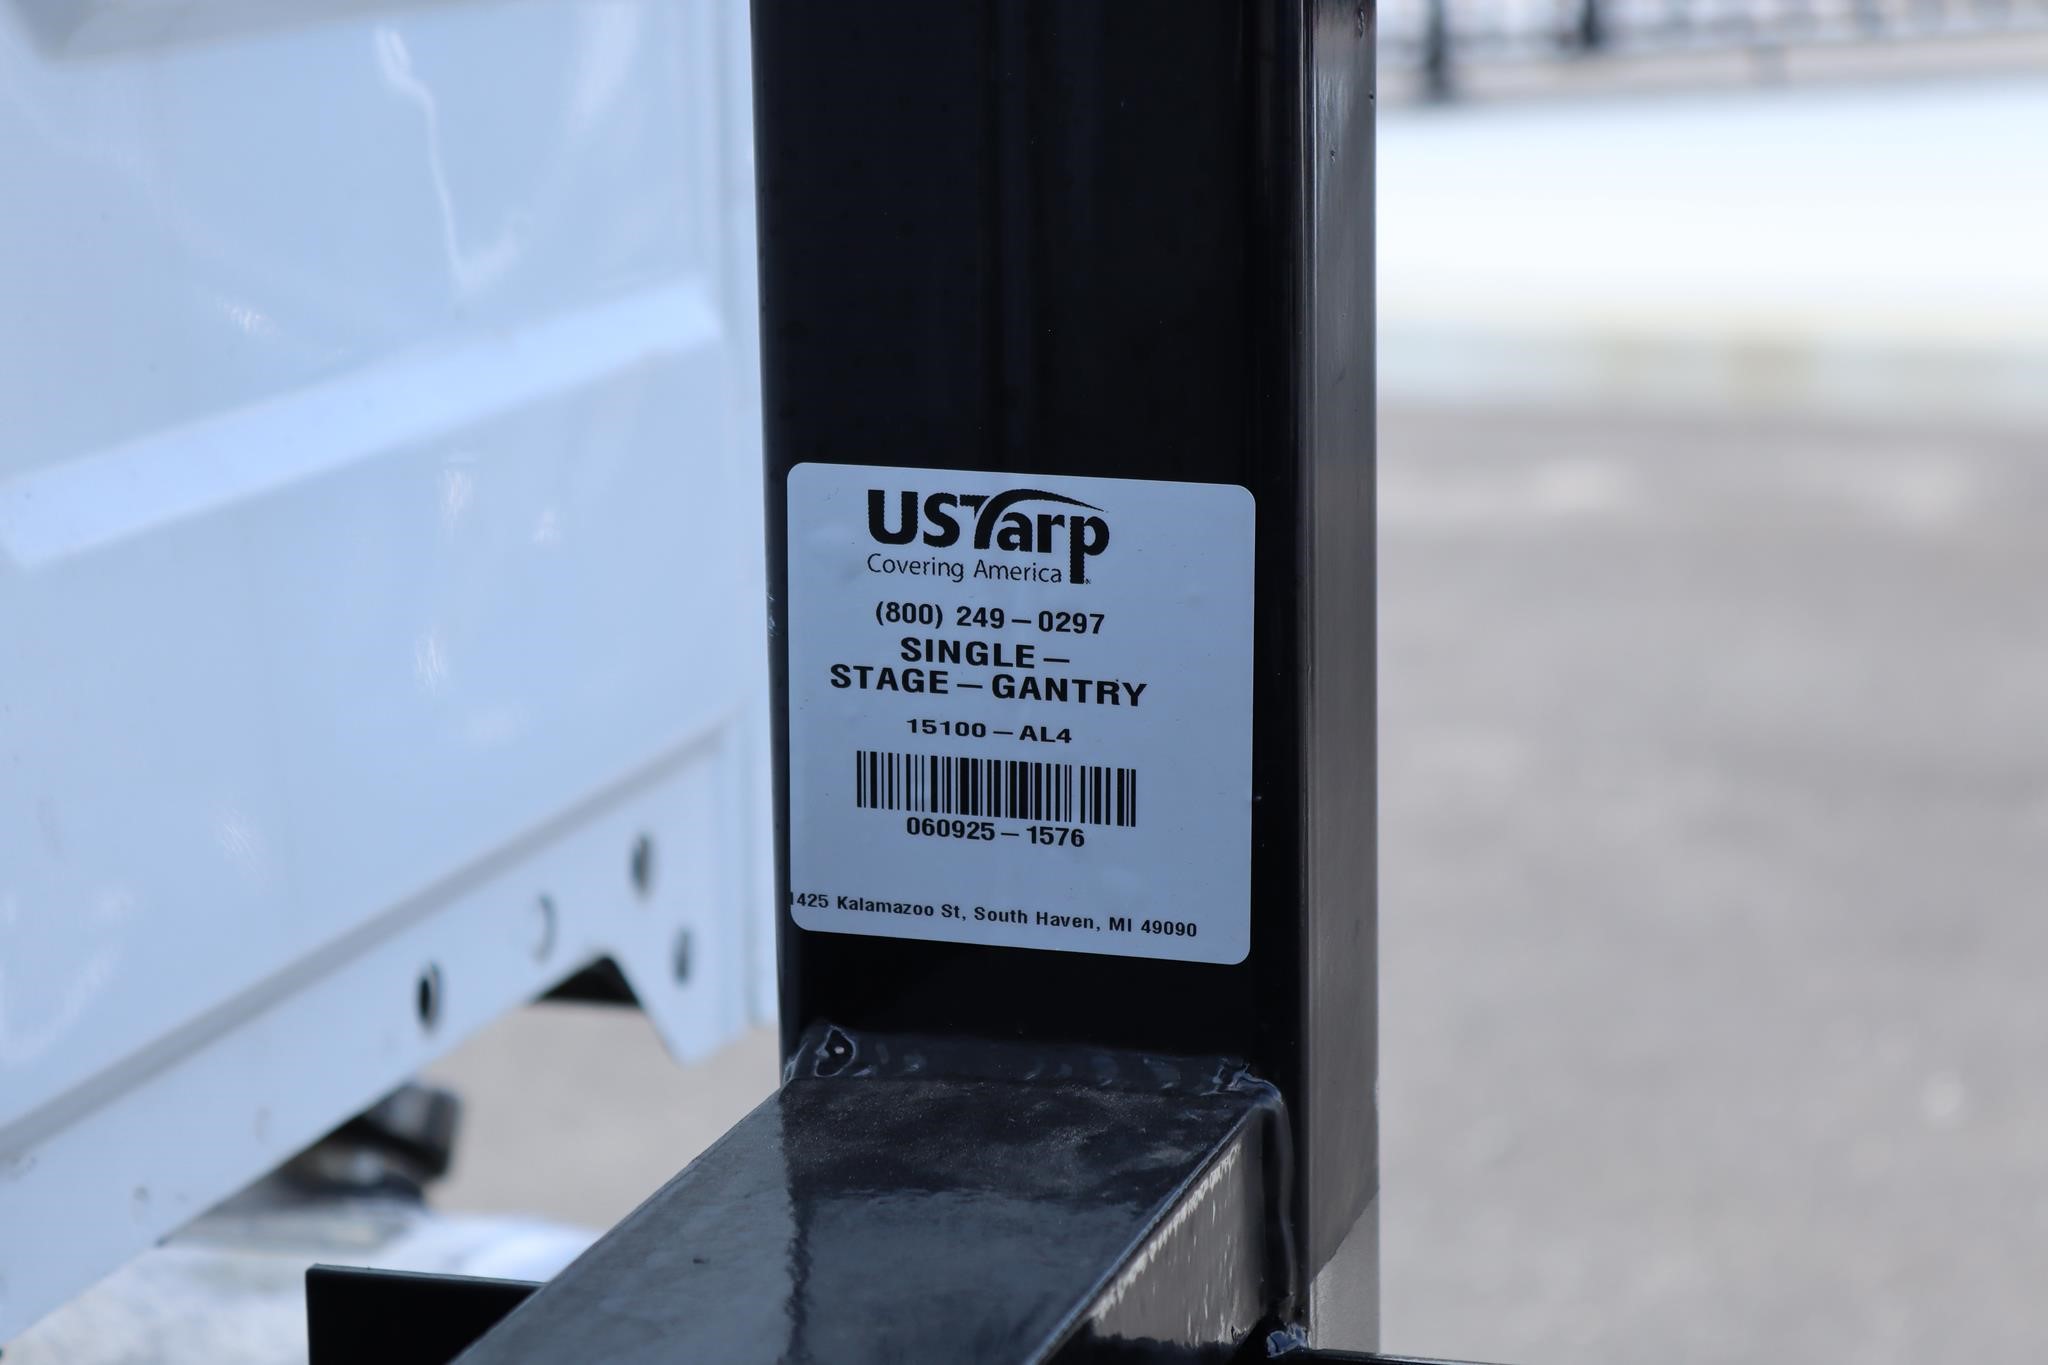 USTarp
Covering America
(800) 249-0297
SINGLE-
STAGE-GANTRY
15100-AL4
060925-1576
1425 Kalamazoo St, South Haven, MI 49090